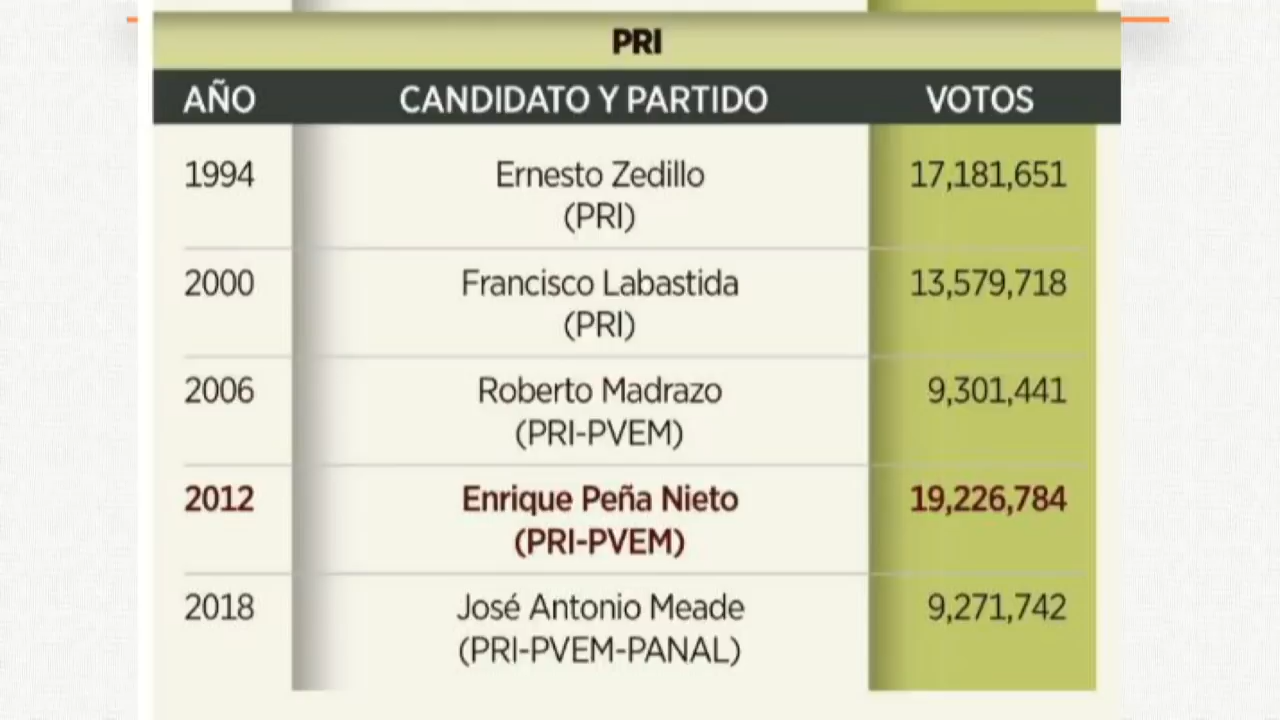 PRI
AÑO CANDIDATO Y PARTIDO VOTOS
1994 Ernesto Zedillo 17,181,651
(PRI)
2000 Francisco Labastida 13,579,718
(PRI)
2006 Roberto Madrazo 9,301,441
(PRI-PVEM)
2012 Enrique Peña Nieto 19,226,784
(PRI-PVEM)
2018 José Antonio Meade 9,271,742
(PRI-PVEM-PANAL)